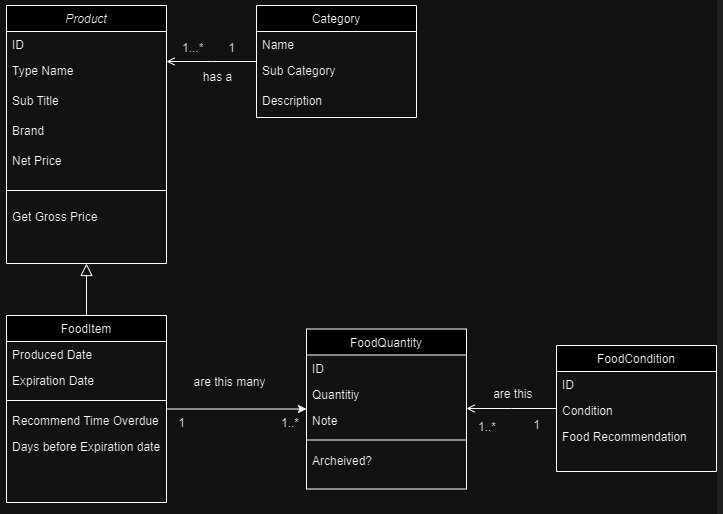 Product
ID
Type Name
Sub Title
Brand
Net Price
Get Gross Price
1...*
1
has a
Category
Name
Sub Category
Description
FoodItem
Produced Date
Expiration Date
Recommend Time Overdue
Days before Expiration date
are this many
1
1..*
FoodQuantity
ID
Quantitiy
Note
Archeived?
are this
1..*
1
FoodCondition
ID
Condition
Food Recommendation